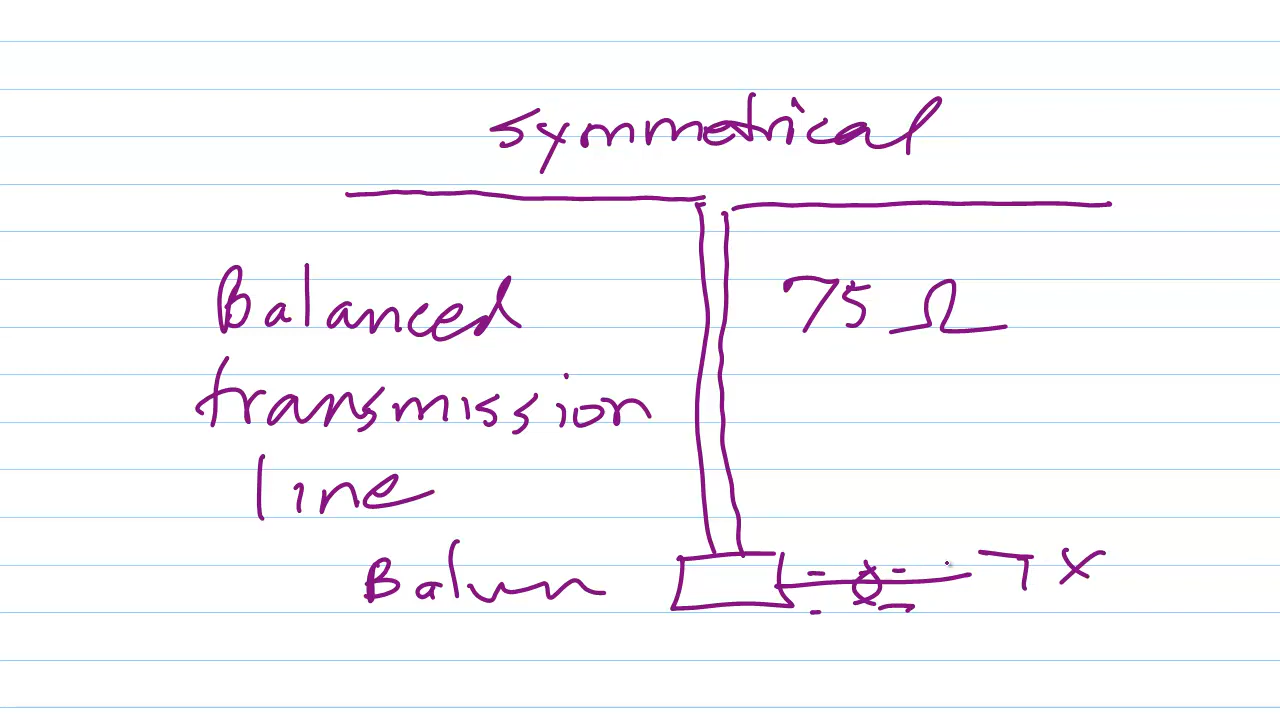 symmetrical
Balanced 75 Ω
transmission
line
Balun TX